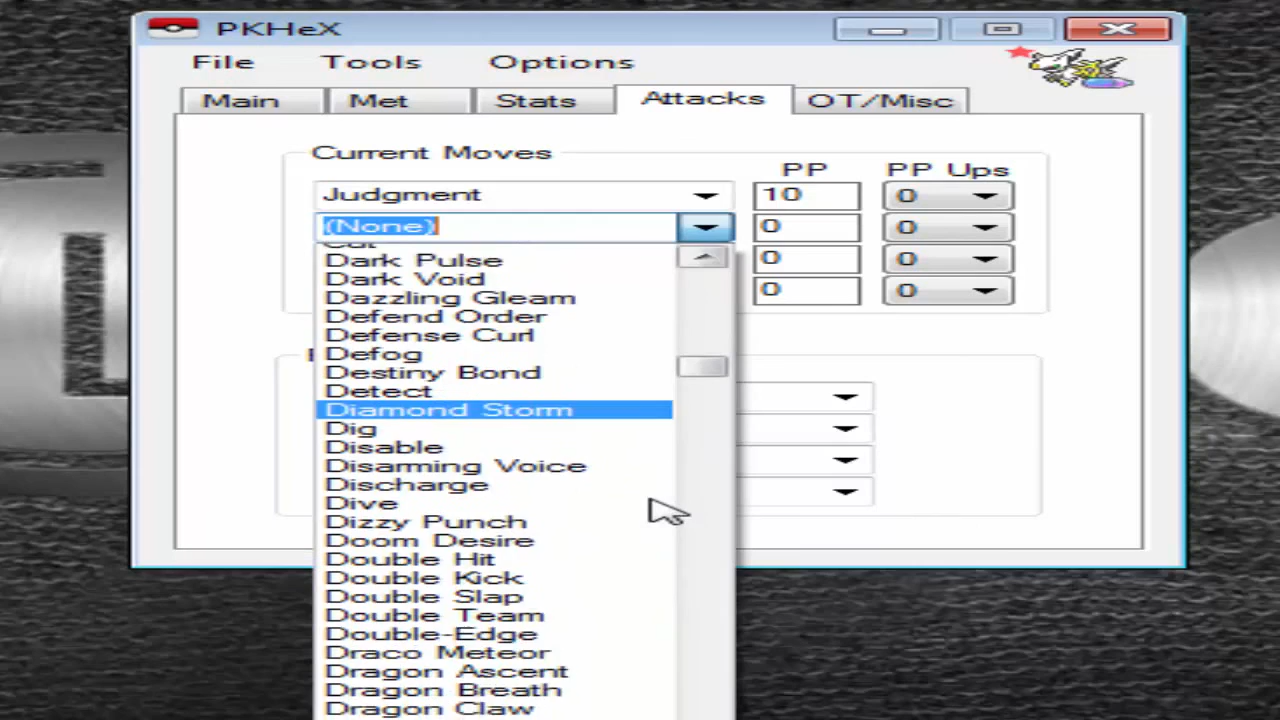 PKHeX
File Tools Options
Main Met Stats Attacks OT/Misc
Current Moves PP PP Ups
Judgment 10 0
(None) 0 0
0 0
0 0
Cut
Dark Pulse
Dark Void
Dazzling Gleam
Defend Order
Defense Curl
Defog
Destiny Bond
Detect
Diamond Storm
Dig
Disable
Disarming Voice
Discharge
Dive
Dizzy Punch
Doom Desire
Double Hit
Double Kick
Double Slap
Double Team
Double-Edge
Draco Meteor
Dragon Ascent
Dragon Breath
Dragon Claw